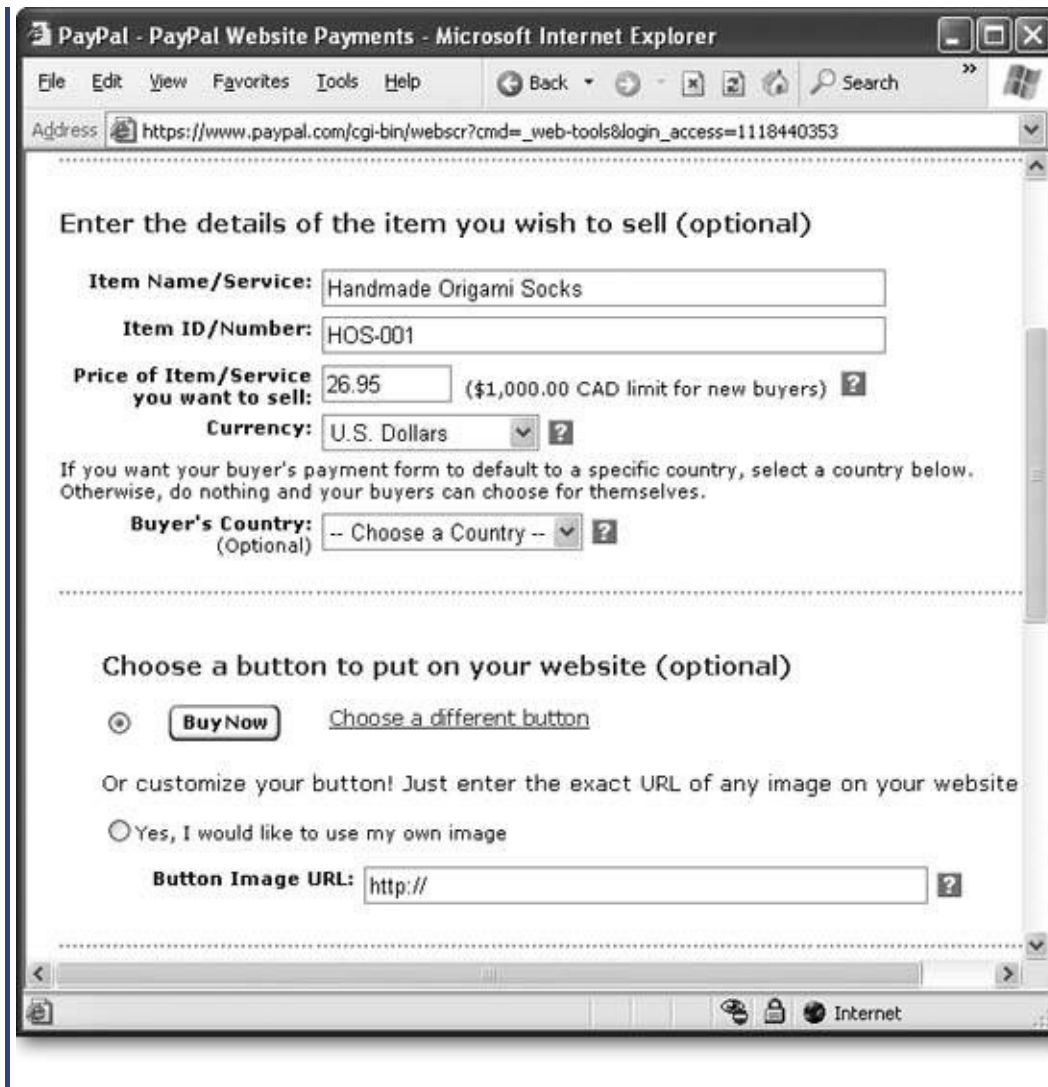 PayPal - PayPal Website Payments - Microsoft Internet Explorer
File Edit View Favorites Tools Help Back Search »
Address https://www.paypal.com/cgi-bin/webscr?cmd=_web-tools&login_access=1118440353
Enter the details of the item you wish to sell (optional)
Item Name/Service: Handmade Origami Socks
Item ID/Number: HOS-001
Price of Item/Service
you want to sell: 26.95 ($1,000.00 CAD limit for new buyers) ?
Currency: U.S. Dollars ?
If you want your buyer's payment form to default to a specific country, select a country below.
Otherwise, do nothing and your buyers can choose for themselves.
Buyer's Country: -- Choose a Country -- ?
(Optional)
Choose a button to put on your website (optional)
Buy Now Choose a different button
Or customize your button! Just enter the exact URL of any image on your website
Yes, I would like to use my own image
Button Image URL: http:// ?
Internet